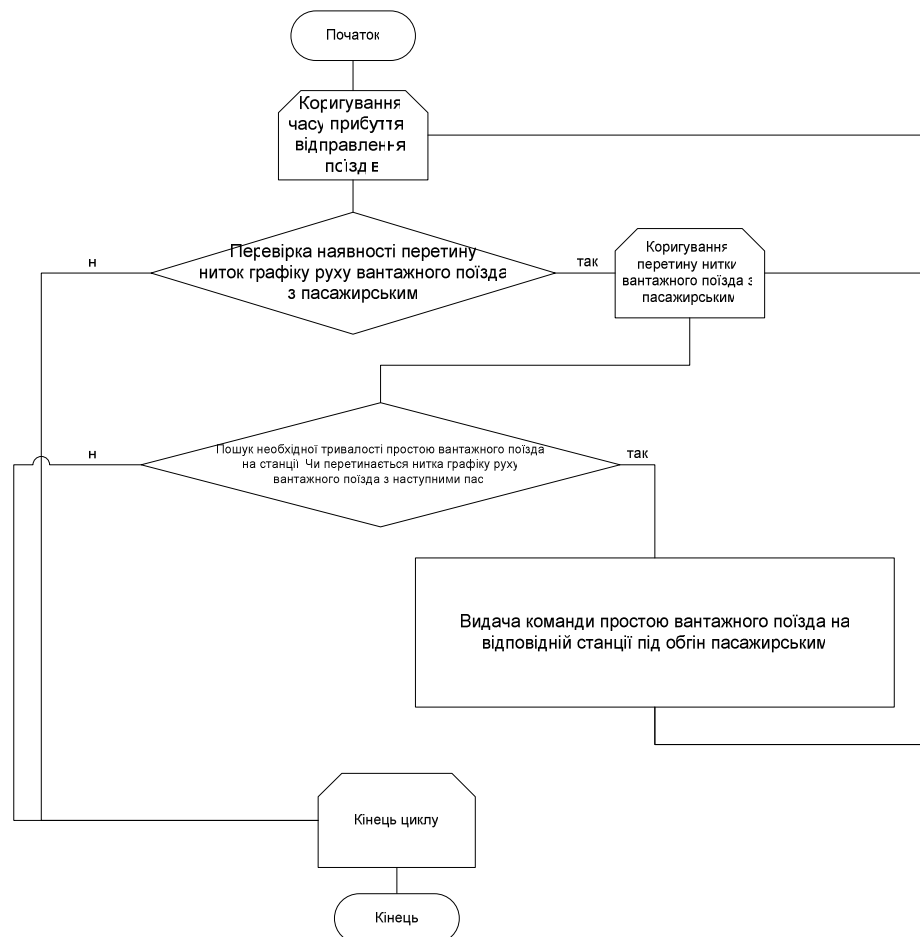 Початок
Коригування
часу прибуття
відправлення
поїзд в
Перевірка наявності перетину
ниток графіку руху вантажного поїзда
з пасажирським
н
так
Коригування
перетину нитки
вантажного поїзда з
пасажирським
Пошук необхідної тривалості простою вантажного поїзда
на станції Чи перетинається нитка графіку руху
вантажного поїзда з наступними пас
н
так
Видача команди простою вантажного поїзда на
відповідній станції під обгін пасажирським
Кінець циклу
Кінець